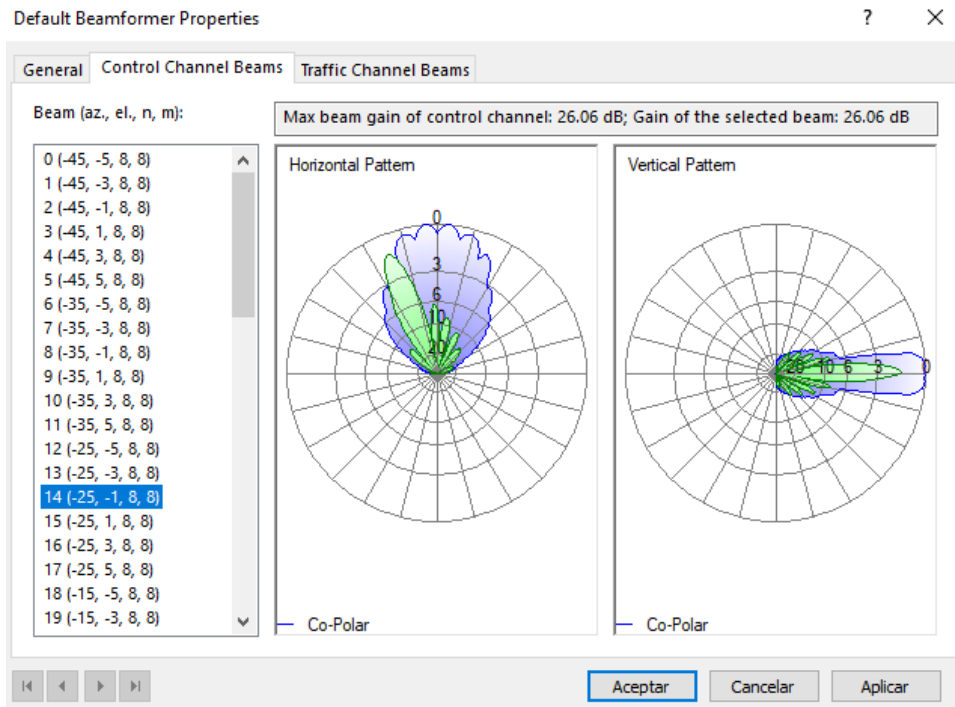 Default Beamformer Properties
?
General
Control Channel Beams
Traffic Channel Beams
Beam (az., el., n, m):
Max beam gain of control channel: 26.06 dB; Gain of the selected beam: 26.06 dB
0 (-45, -5, 8, 8)
1 (-45, -3, 8, 8)
2 (-45, -1, 8, 8)
3 (-45, 1, 8, 8)
4 (-45, 3, 8, 8)
5 (-45, 5, 8, 8)
6 (-35, -5, 8, 8)
7 (-35, -3, 8, 8)
8 (-35, -1, 8, 8)
9 (-35, 1, 8, 8)
10 (-35, 3, 8, 8)
11 (-35, 5, 8, 8)
12 (-25, -5, 8, 8)
13 (-25, -3, 8, 8)
14 (-25, -1, 8, 8)
15 (-25, 1, 8, 8)
16 (-25, 3, 8, 8)
17 (-25, 5, 8, 8)
18 (-15, -5, 8, 8)
19 (-15, -3, 8, 8)
Horizontal Pattern
0
3
6
10
20
Co-Polar
Vertical Pattern
20 10 6 3 0
Co-Polar
Aceptar
Cancelar
Aplicar